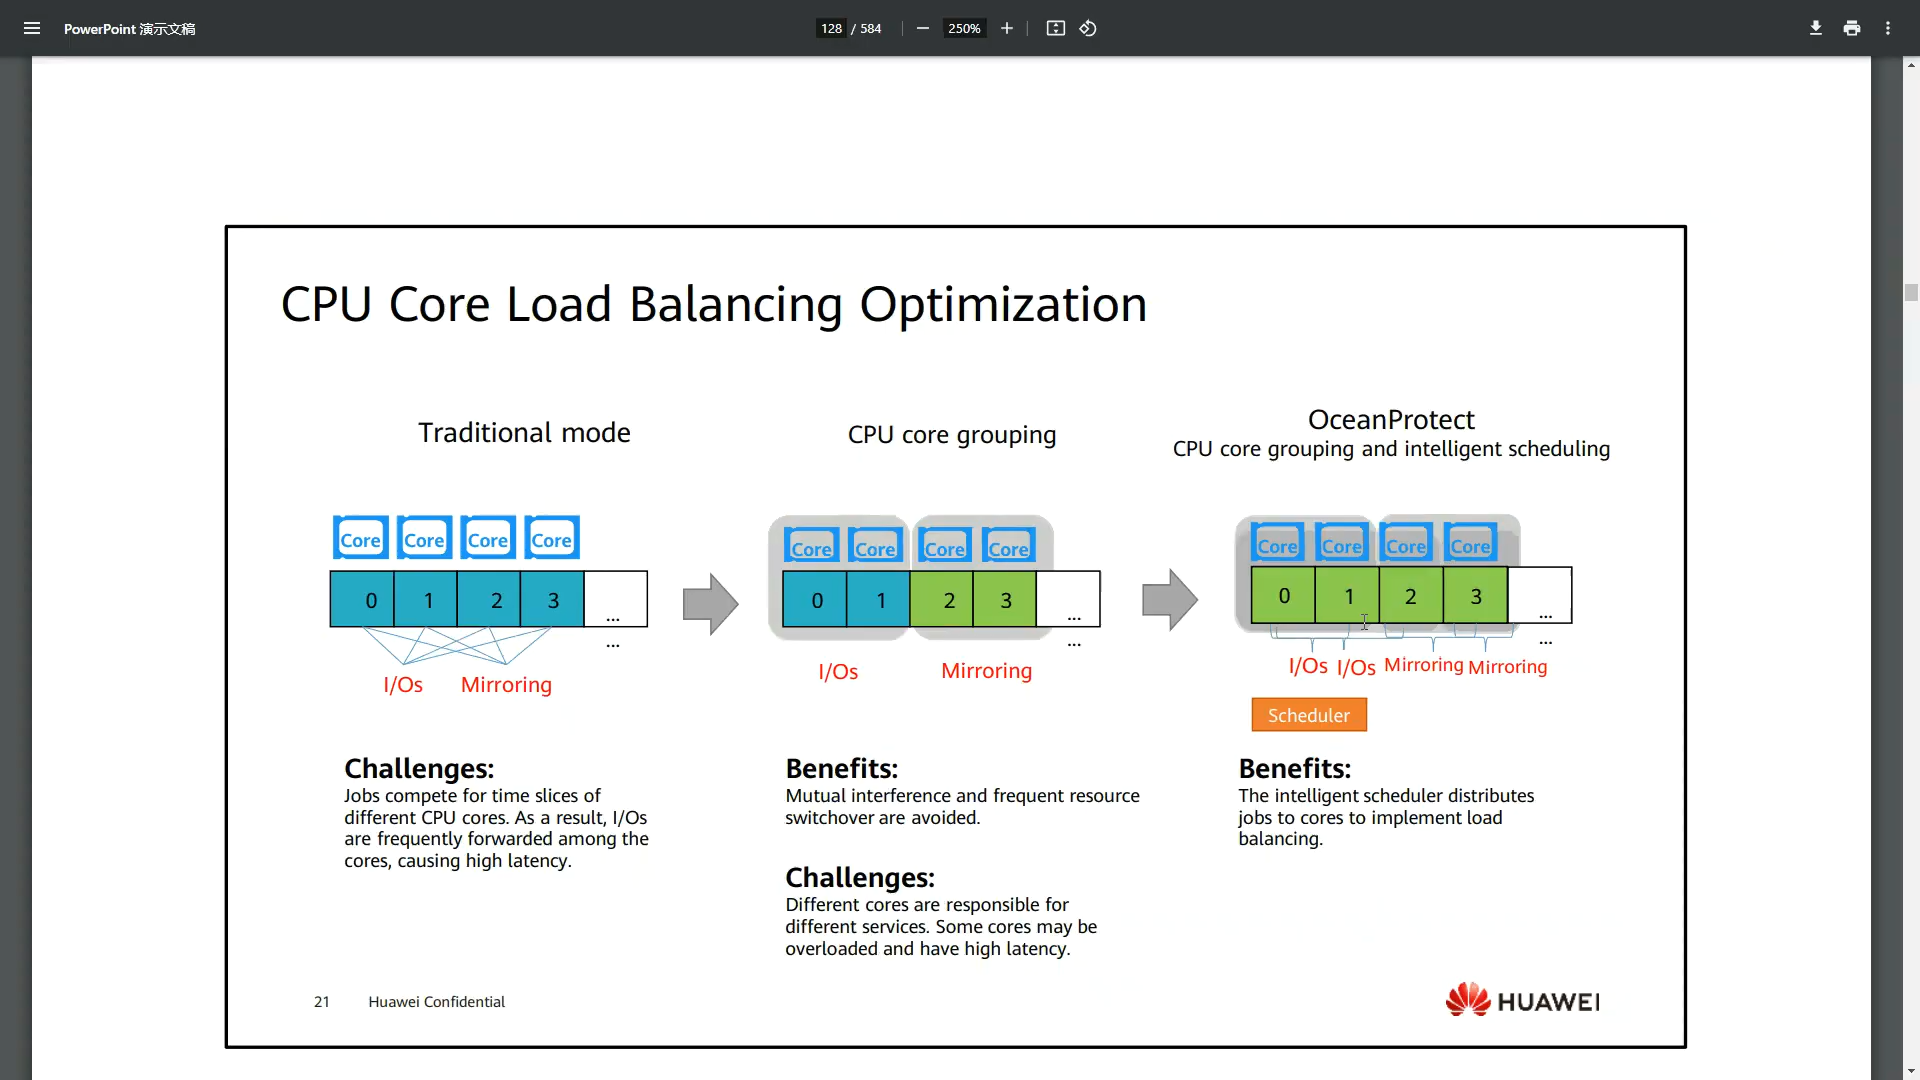 PowerPoint 演示文稿
128 / 584
250%
CPU Core Load Balancing Optimization
Traditional mode
Core Core Core Core
0 1 2 3 ...
...
I/Os Mirroring
Challenges:
Jobs compete for time slices of
different CPU cores. As a result, I/Os
are frequently forwarded among the
cores, causing high latency.
CPU core grouping
Core Core Core Core
0 1 2 3 ...
...
I/Os Mirroring
Benefits:
Mutual interference and frequent resource
switchover are avoided.
Challenges:
Different cores are responsible for
different services. Some cores may be
overloaded and have high latency.
OceanProtect
CPU core grouping and intelligent scheduling
Core Core Core Core
0 1 2 3 ...
...
I/Os I/Os Mirroring Mirroring
Scheduler
Benefits:
The intelligent scheduler distributes
jobs to cores to implement load
balancing.
21 Huawei Confidential
HUAWEI